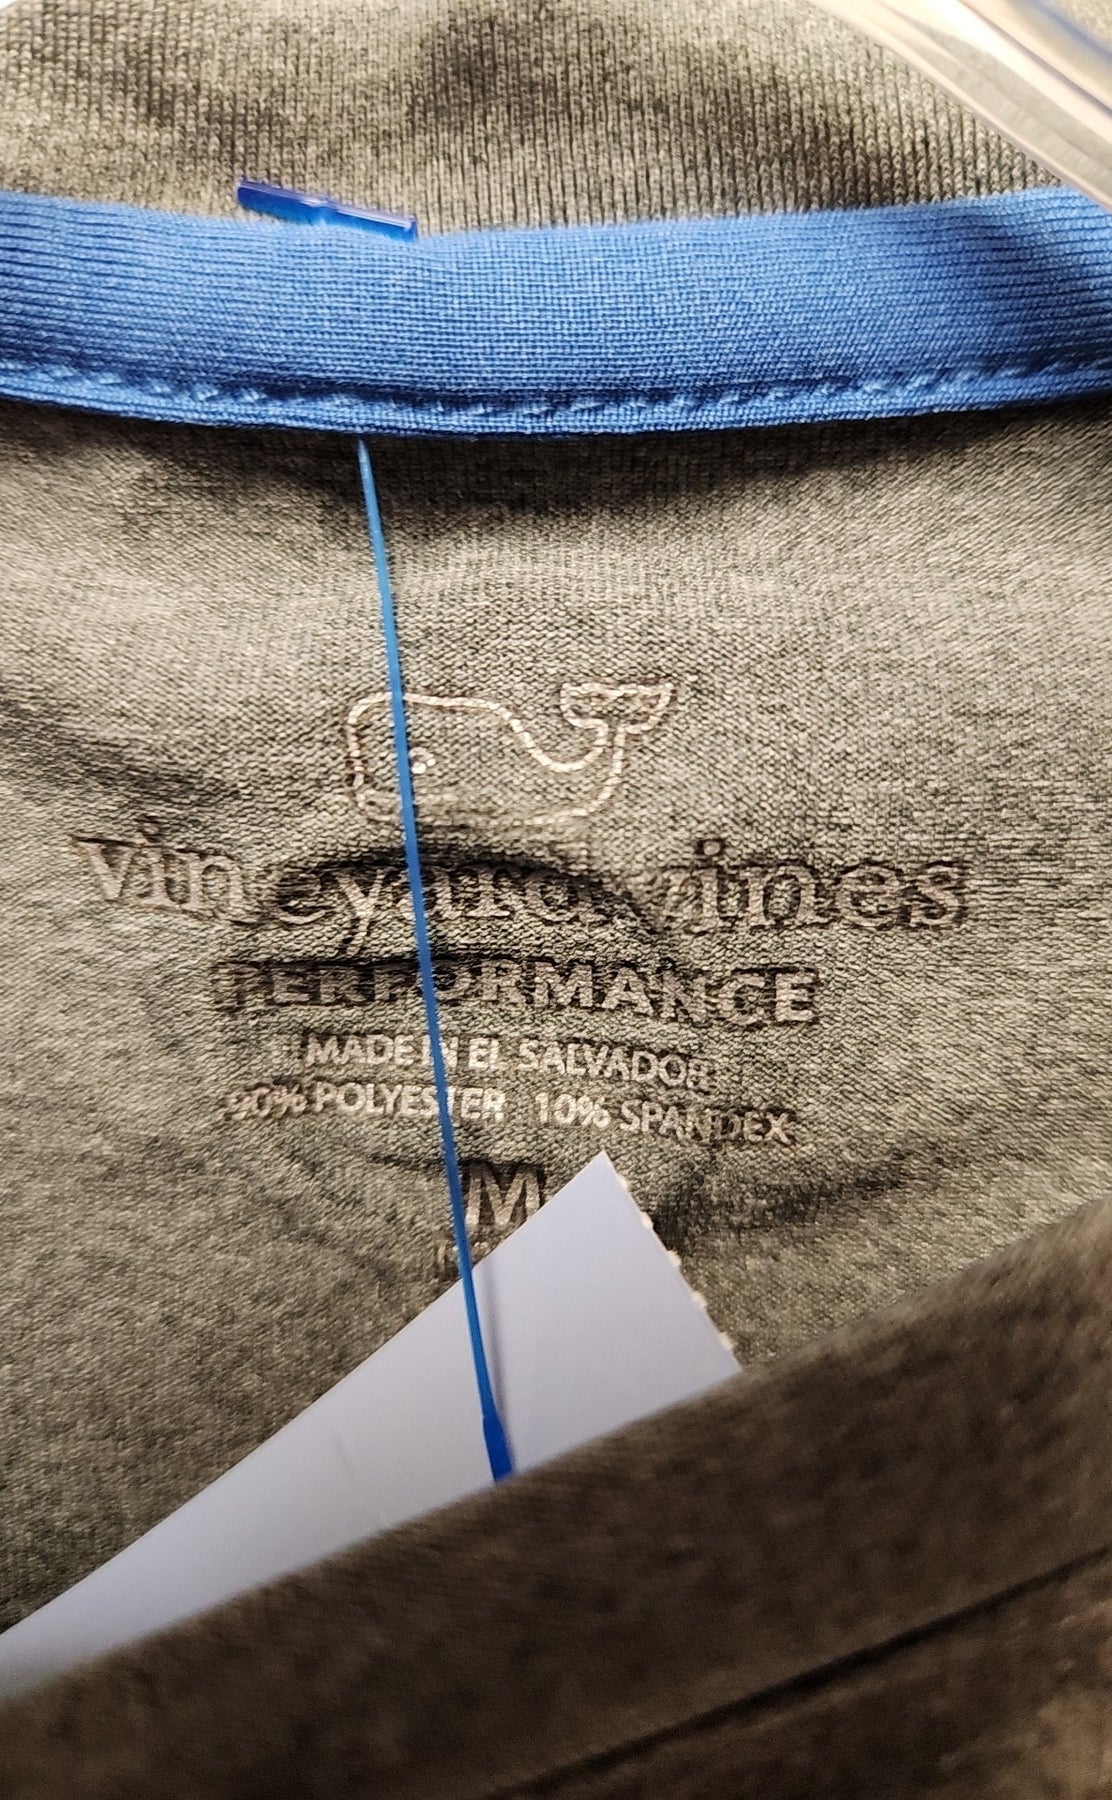 vineyard vines
PERFORMANCE
MADE IN EL SALVADOR
90% POLYESTER 10% SPANDEX
M